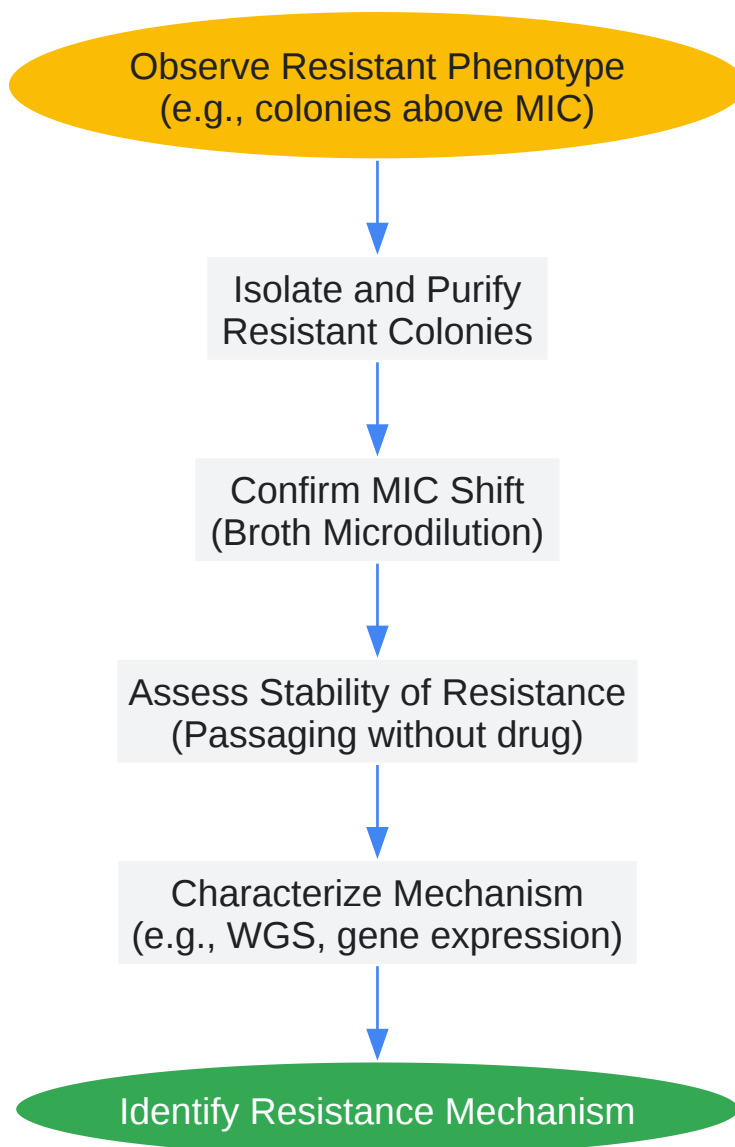 Observe Resistant Phenotype
(e.g., colonies above MIC)
Isolate and Purify
Resistant Colonies
Confirm MIC Shift
(Broth Microdilution)
Assess Stability of Resistance
(Passaging without drug)
Characterize Mechanism
(e.g., WGS, gene expression)
Identify Resistance Mechanism